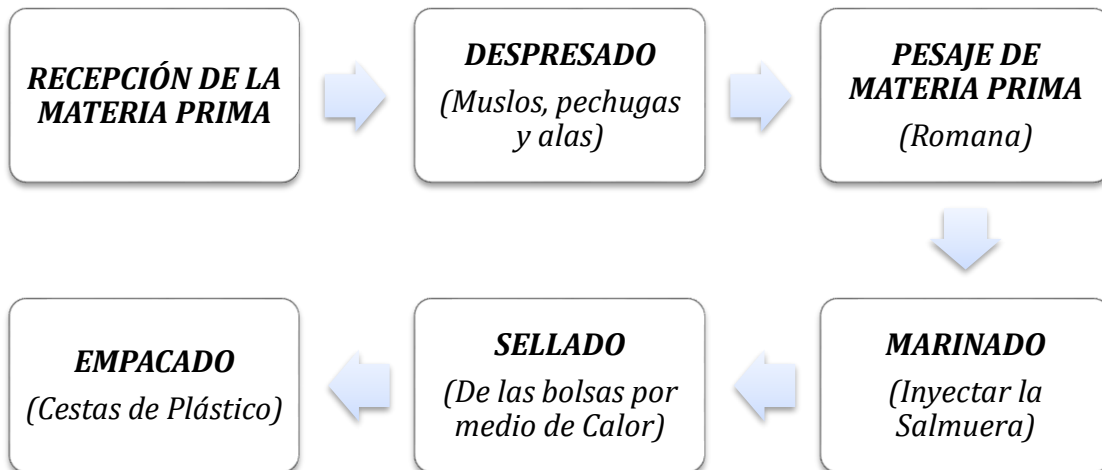 RECEPCIÓN DE LA
MATERIA PRIMA
DESPRESADO
(Muslos, pechugas
y alas)
PESAJE DE
MATERIA PRIMA
(Romana)
MARINADO
(Inyectar la
Salmuera)
SELLADO
(De las bolsas por
medio de Calor)
EMPACADO
(Cestas de Plástico)